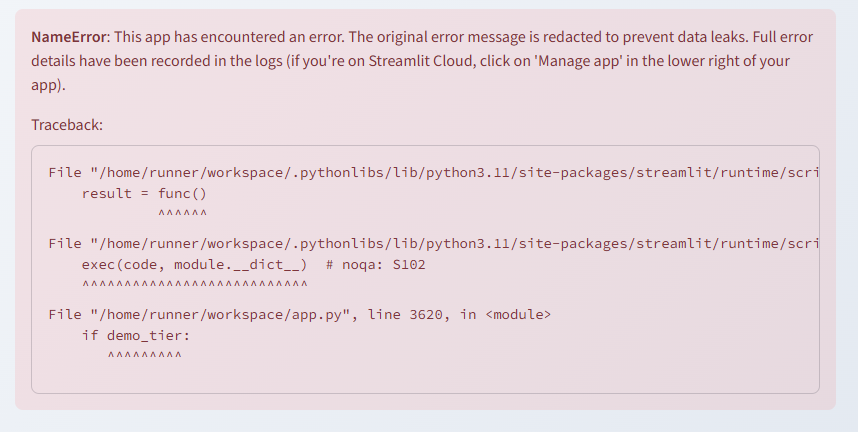 NameError: This app has encountered an error. The original error message is redacted to prevent data leaks. Full error
details have been recorded in the logs (if you're on Streamlit Cloud, click on 'Manage app' in the lower right of your
app).
Traceback:
File "/home/runner/workspace/.pythonlibs/lib/python3.11/site-packages/streamlit/runtime/scri
result = func()
^^^^^^
File "/home/runner/workspace/.pythonlibs/lib/python3.11/site-packages/streamlit/runtime/scri
exec(code, module.__dict__)  # noqa: S102
^^^^^^^^^^^^^^^^^^^^^^^^^^^
File "/home/runner/workspace/app.py", line 3620, in <module>
if demo_tier:
^^^^^^^^^